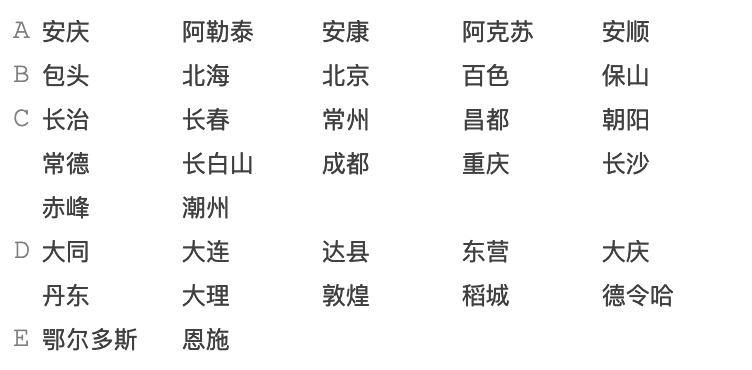 A 安庆 阿勒泰 安康 阿克苏 安顺
B 包头 北海 北京 百色 保山
C 长治 长春 常州 昌都 朝阳
常德 长白山 成都 重庆 长沙
赤峰 潮州
D 大同 大连 达县 东营 大庆
丹东 大理 敦煌 稻城 德令哈
E 鄂尔多斯 恩施